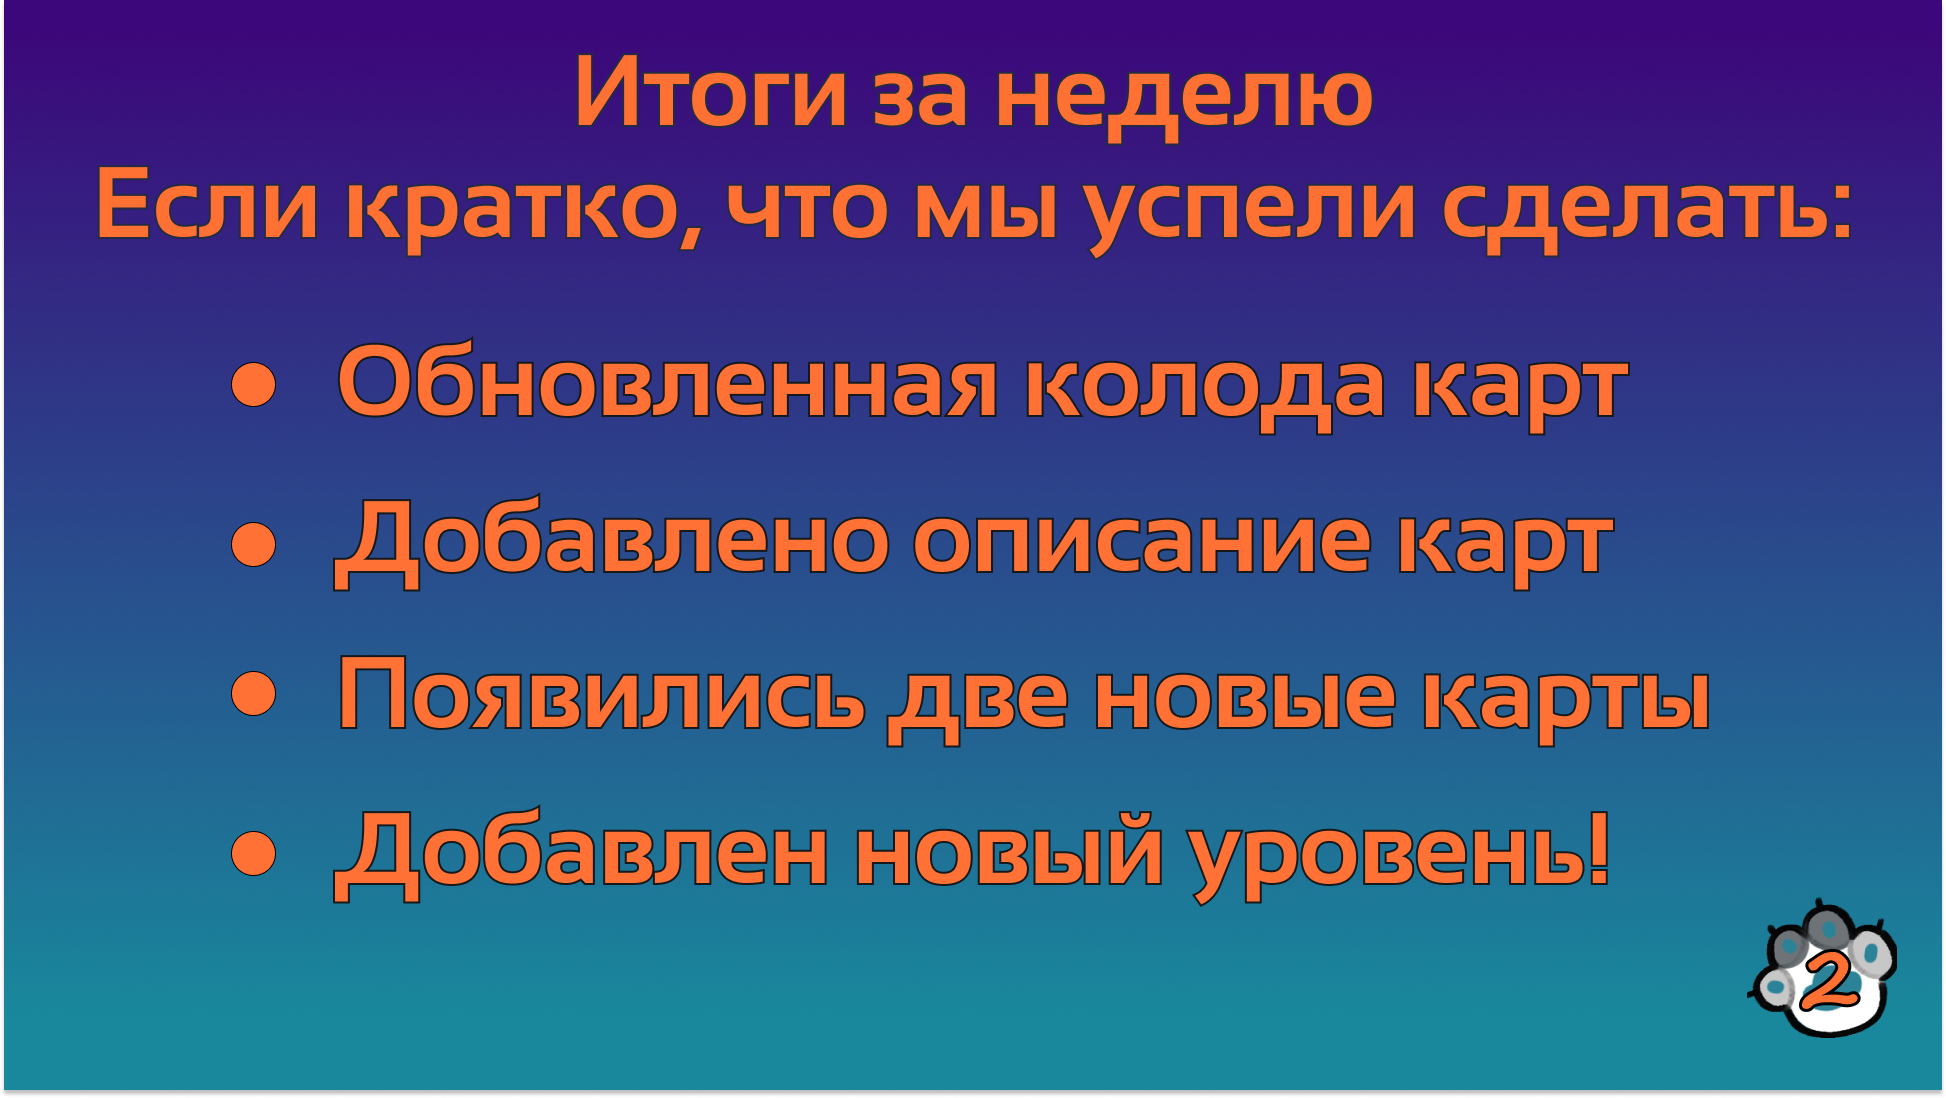 Итоги за неделю
Если кратко, что мы успели сделать:
● Обновленная колода карт
● Добавлено описание карт
● Появились две новые карты
● Добавлен новый уровень!
2